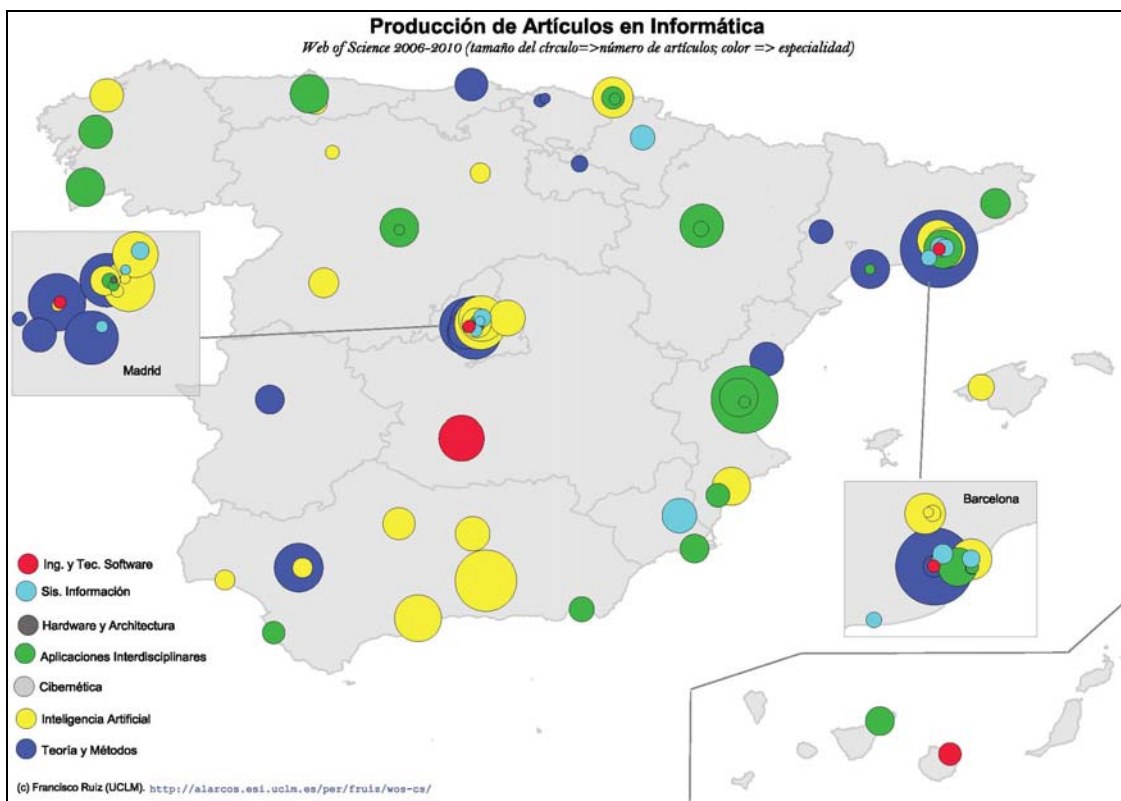 Producción de Artículos en Informática
Web of Science 2006-2010 (tamaño del círculo=>número de artículos; color => especialidad)
Madrid
Barcelona
Ing. y Tec. Software
Sis. Información
Hardware y Architectura
Aplicaciones Interdisciplinares
Cibernética
Inteligencia Artificial
Teoría y Métodos
(c) Francisco Ruiz (UCLM). http://alarcos.esi.uclm.es/per/fruiz/wos-cs/